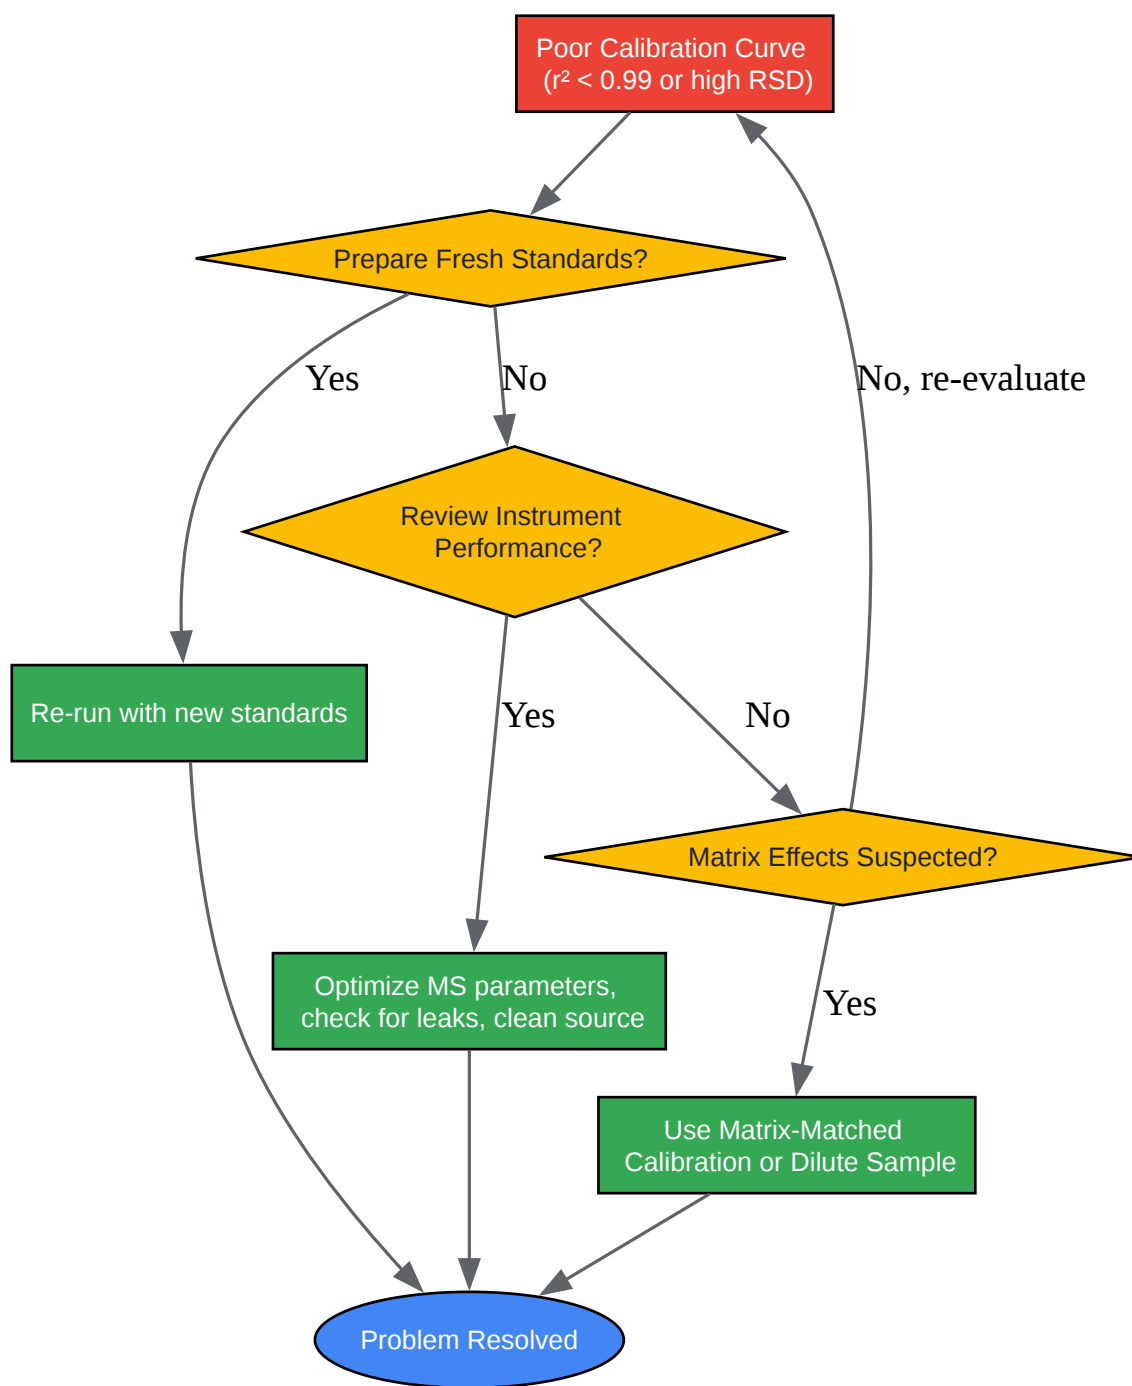 Poor Calibration Curve
(r² < 0.99 or high RSD)
Prepare Fresh Standards?
Yes
No
No, re-evaluate
Review Instrument
Performance?
Re-run with new standards
Yes
No
Matrix Effects Suspected?
Optimize MS parameters,
check for leaks, clean source
Yes
Use Matrix-Matched
Calibration or Dilute Sample
Problem Resolved